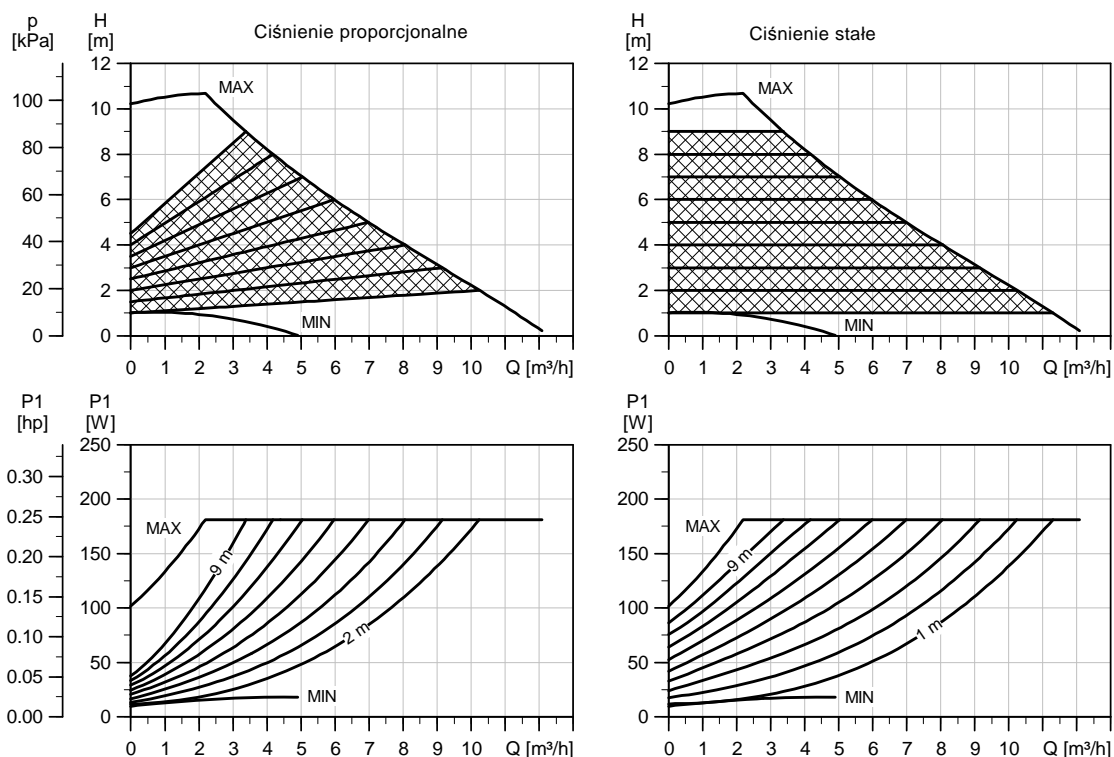 p H Ciśnienie proporcjonalne H Ciśnienie stałe
[kPa] [m] [m]
12 12
100 10 MAX 10 MAX
80 8 8
60 6 6
40 4 4
20 2 2
0 0 MIN 0 MIN
0 1 2 3 4 5 6 7 8 9 10 Q [m³/h] 0 1 2 3 4 5 6 7 8 9 10 Q [m³/h]
P1 P1 P1
[hp] [W] [W]
250 250
0.30 200 200
0.25 MAX MAX
0.20 150 9 m 150 9 m
0.15 100 100
0.10 2 m 1 m
0.05 50 50
0.00 0 MIN 0 MIN
0 1 2 3 4 5 6 7 8 9 10 Q [m³/h] 0 1 2 3 4 5 6 7 8 9 10 Q [m³/h]